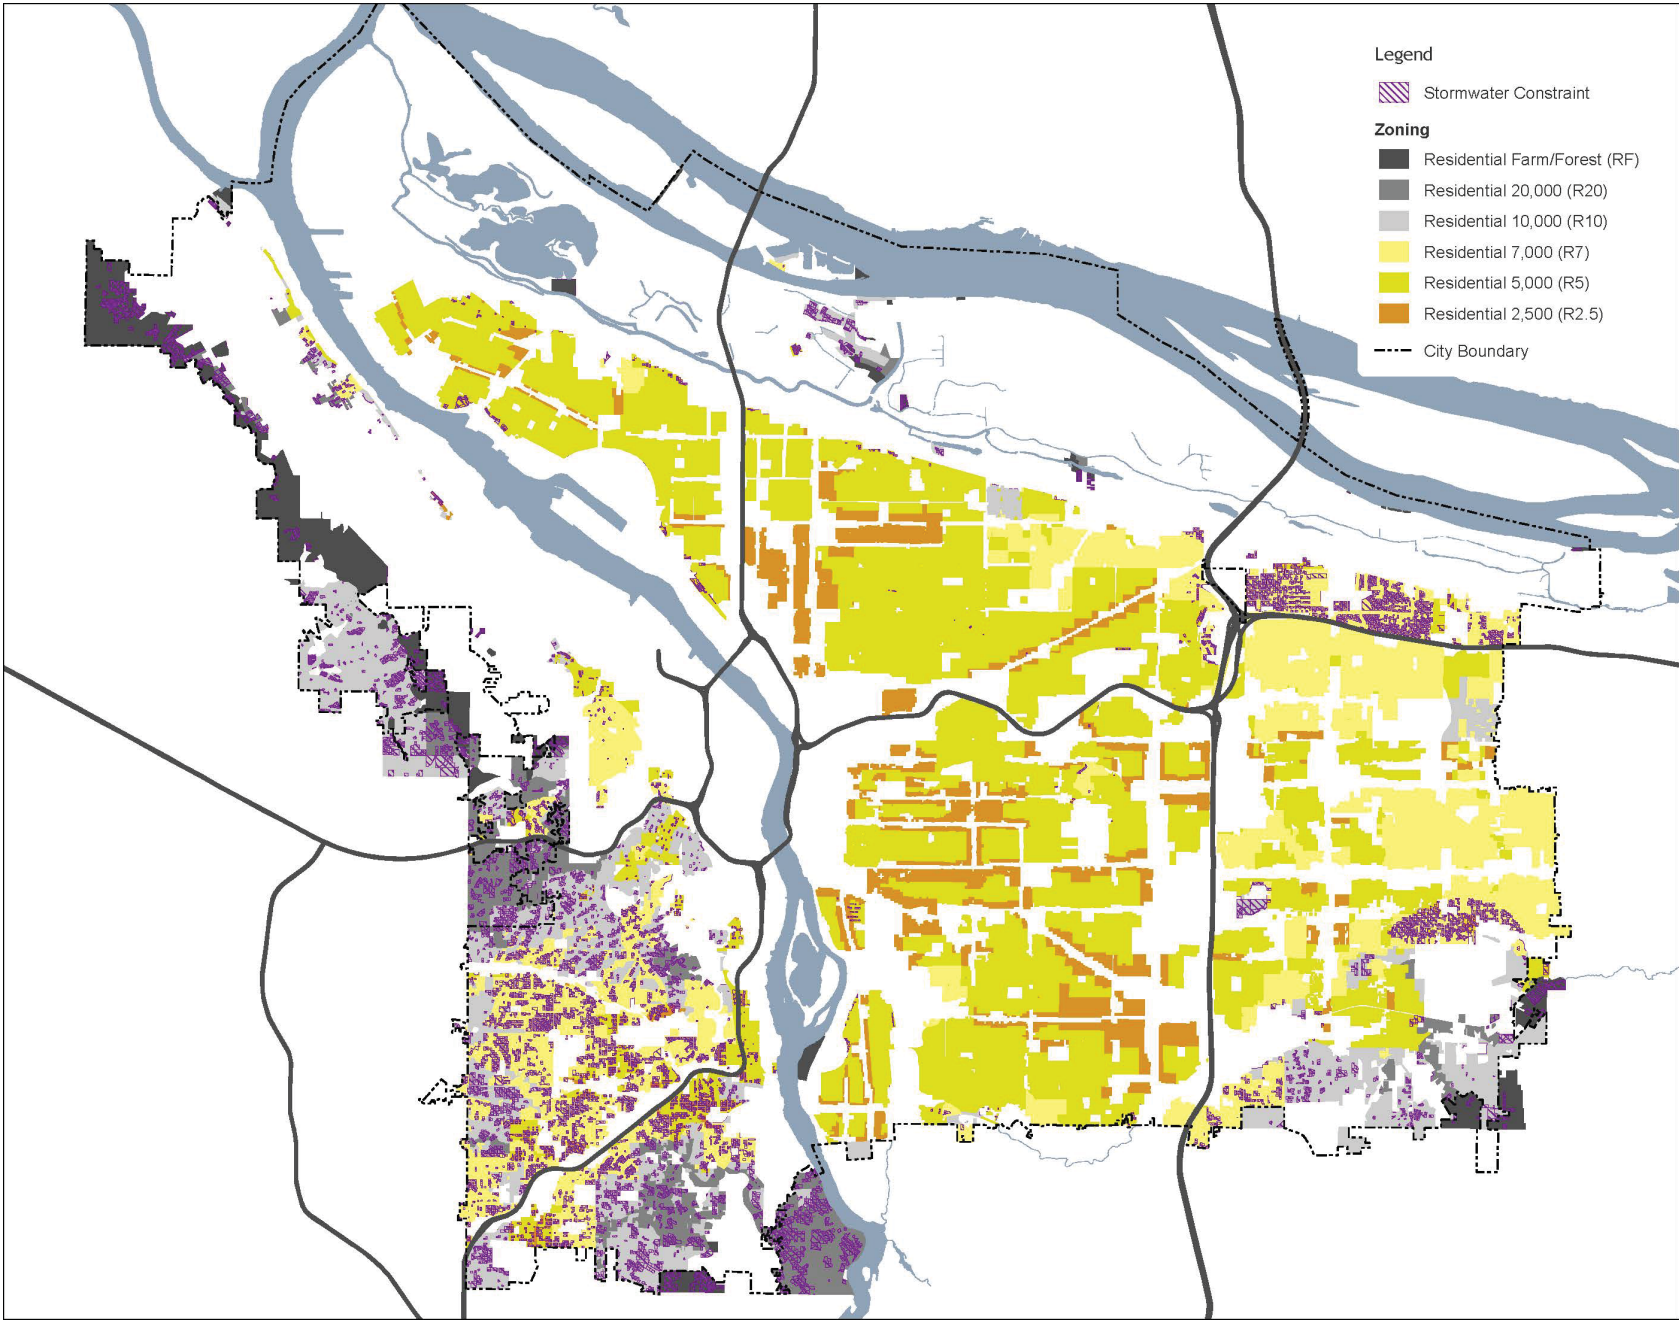 Legend
Stormwater Constraint
Zoning
Residential Farm/Forest (RF)
Residential 20,000 (R20)
Residential 10,000 (R10)
Residential 7,000 (R7)
Residential 5,000 (R5)
Residential 2,500 (R2.5)
City Boundary